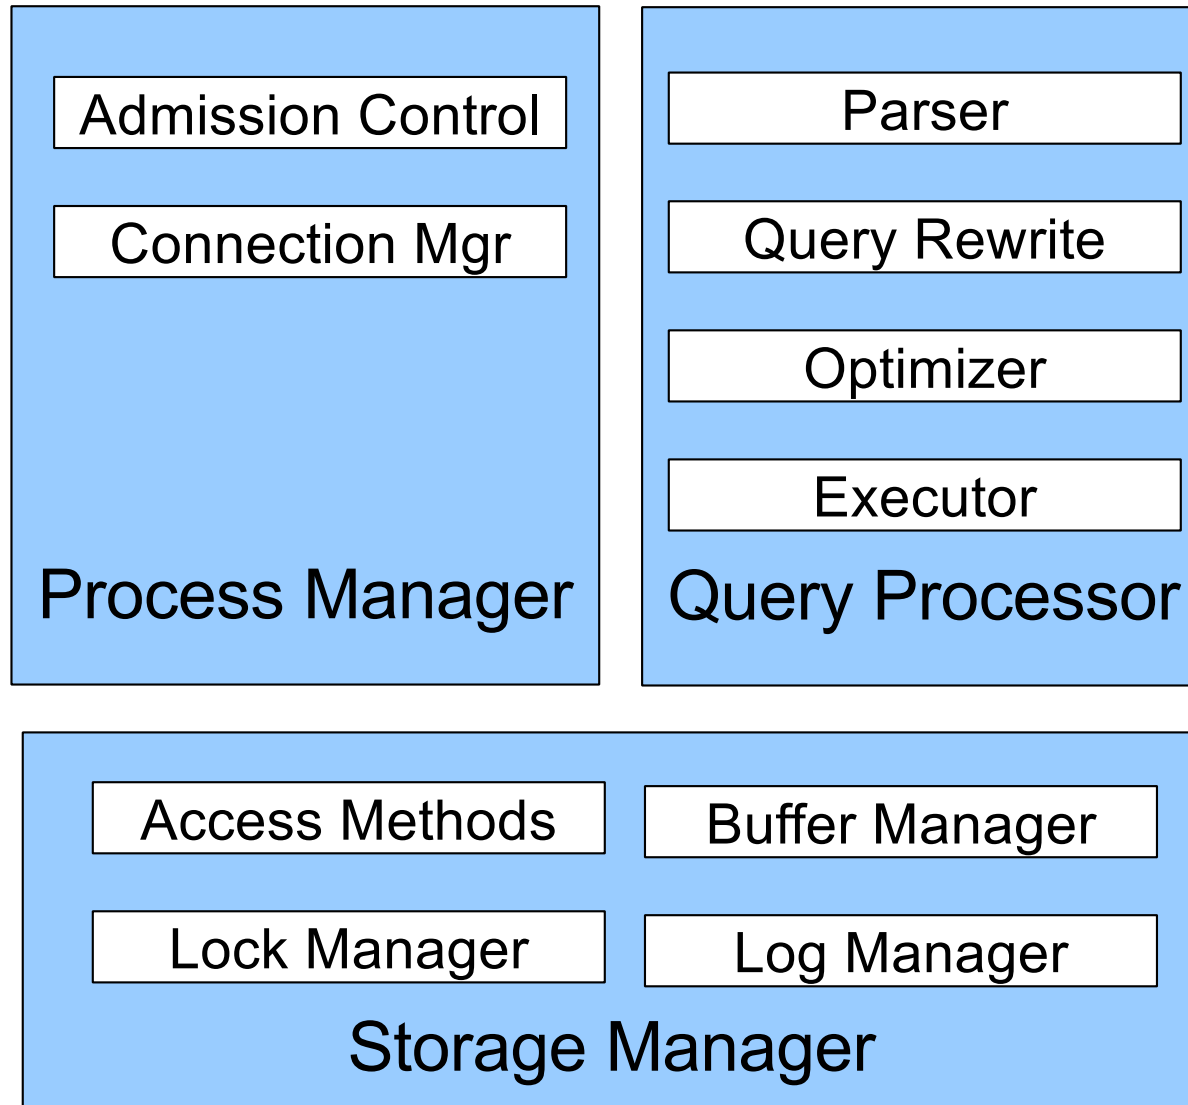 Admission Control
Connection Mgr
Process Manager
Parser
Query Rewrite
Optimizer
Executor
Query Processor
Access Methods
Buffer Manager
Lock Manager
Log Manager
Storage Manager